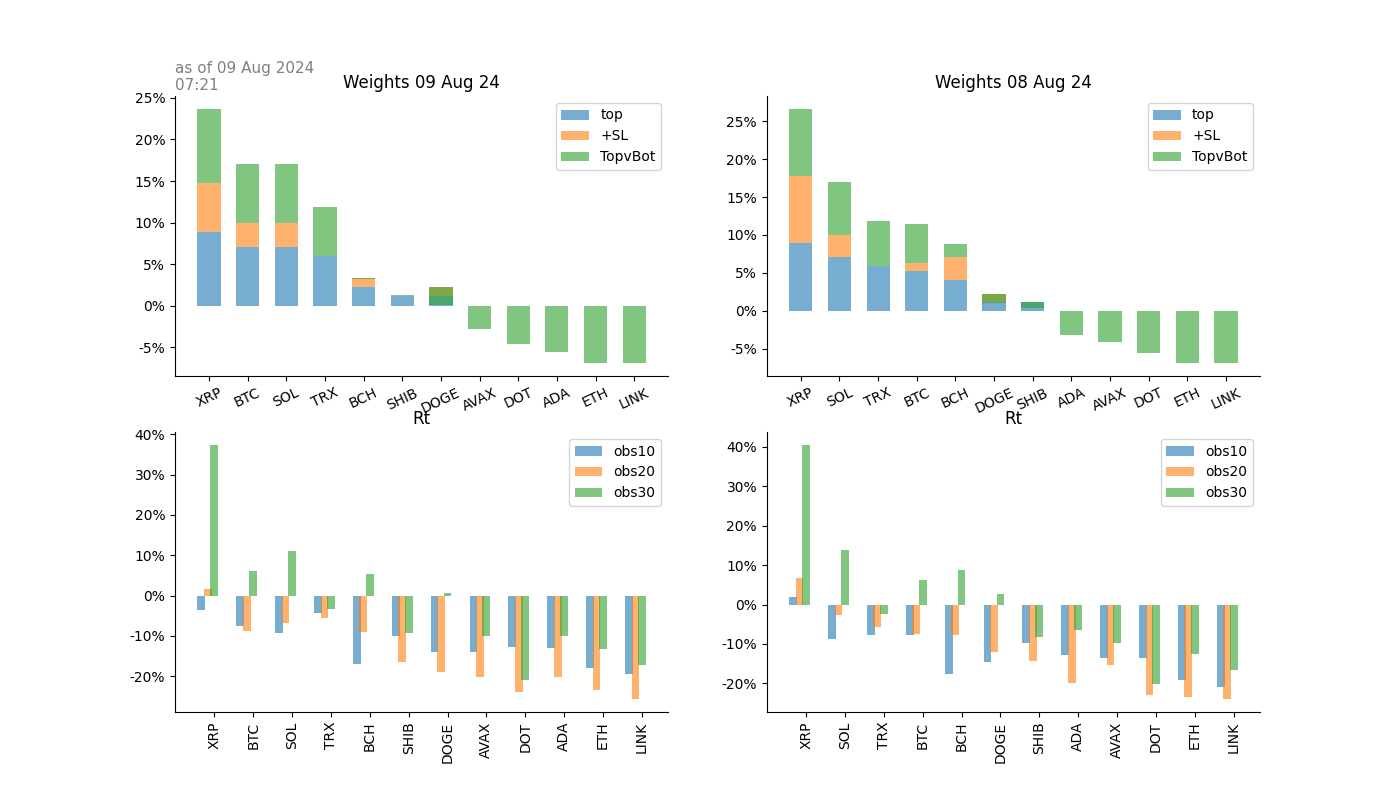 as of 09 Aug 2024
07:21
Weights 09 Aug 24
25%
20%
15%
10%
5%
0%
-5%
top
+SL
TopvBot
XRP BTC SOL TRX BCH SHIB DOGE AVAX DOT ADA ETH LINK
Weights 08 Aug 24
25%
20%
15%
10%
5%
0%
-5%
top
+SL
TopvBot
XRP SOL TRX BTC BCH DOGE SHIB ADA AVAX DOT ETH LINK
Rt
40%
30%
20%
10%
0%
-10%
-20%
obs10
obs20
obs30
XRP BTC SOL TRX BCH SHIB DOGE AVAX DOT ADA ETH LINK
Rt
40%
30%
20%
10%
0%
-10%
-20%
obs10
obs20
obs30
XRP SOL TRX BTC BCH DOGE SHIB ADA AVAX DOT ETH LINK